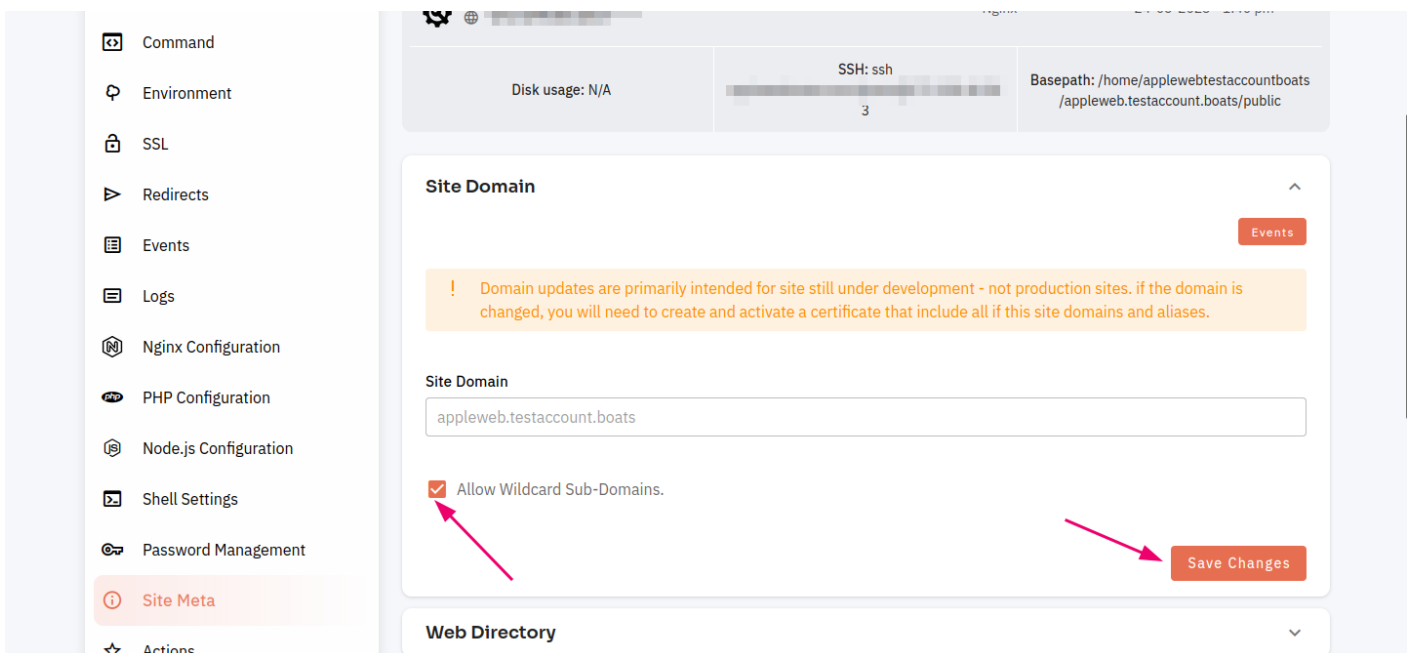 Command
Environment
SSL
Redirects
Events
Logs
Nginx Configuration
PHP Configuration
Node.js Configuration
Shell Settings
Password Management
Site Meta
Actions
Disk usage: N/A
SSH: ssh
3
Basepath: /home/applewebtestaccountboats
/appleweb.testaccount.boats/public
Site Domain
Events
! Domain updates are primarily intended for site still under development - not production sites. if the domain is
changed, you will need to create and activate a certificate that include all if this site domains and aliases.
Site Domain
appleweb.testaccount.boats
Allow Wildcard Sub-Domains.
Save Changes
Web Directory